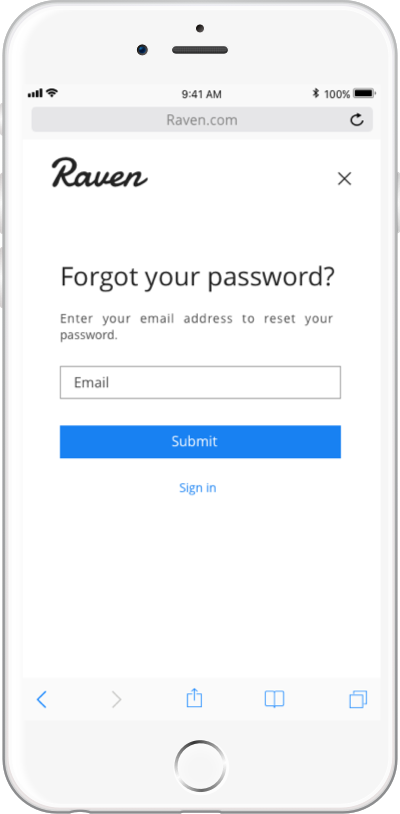 9:41 AM
100%
Raven.com
Raven
Forgot your password?
Enter your email address to reset your
password.
Email
Submit
Sign in